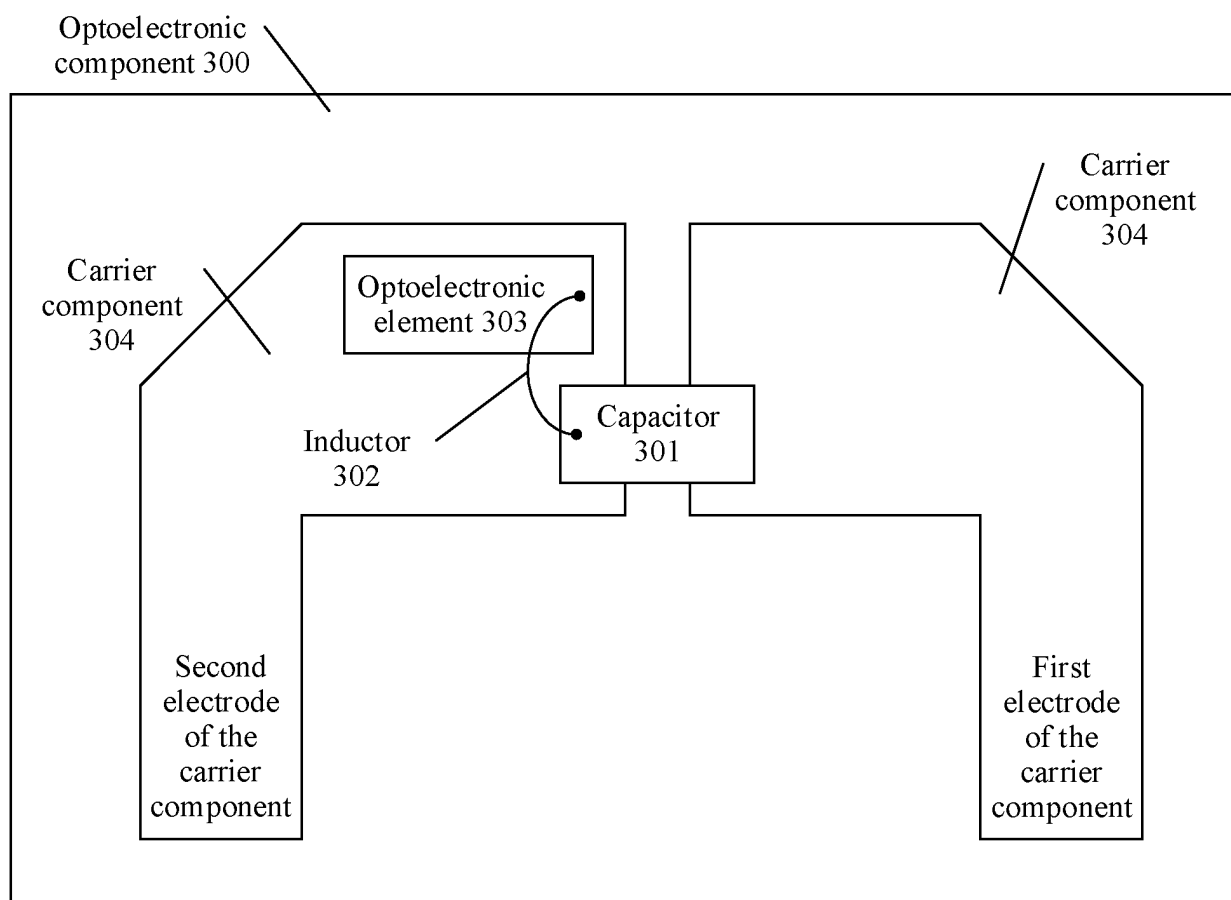 Optoelectronic
component 300
Carrier
component
304
Carrier
component
304
Optoelectronic
element 303
Capacitor
301
Inductor
302
Second
electrode
of the
carrier
component
First
electrode
of the
carrier
component